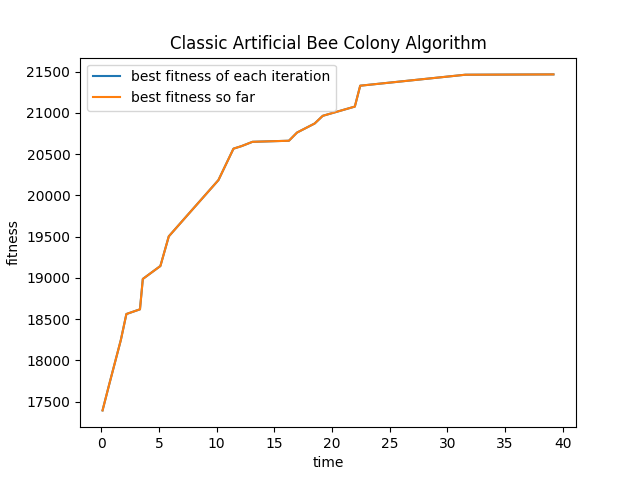 Classic Artificial Bee Colony Algorithm
best fitness of each iteration
best fitness so far
21500
21000
20500
20000
19500
19000
18500
18000
17500
fitness
0 5 10 15 20 25 30 35 40
time